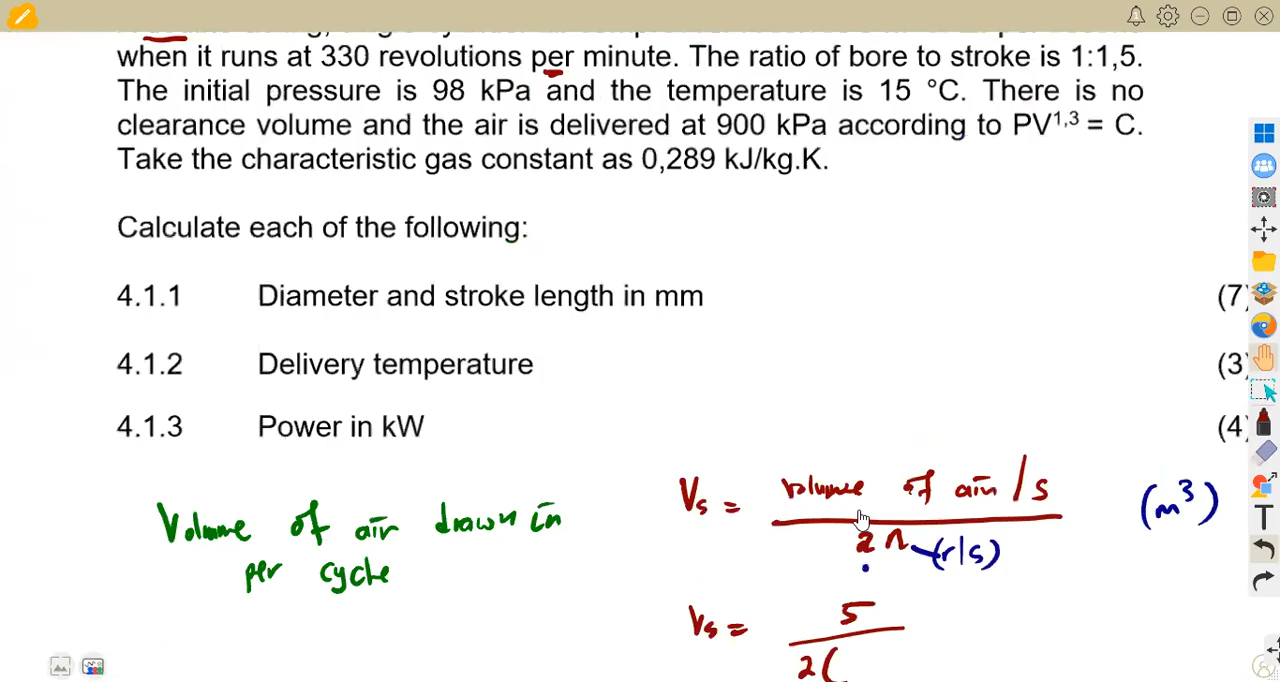 when it runs at 330 revolutions per minute. The ratio of bore to stroke is 1:1,5.
The initial pressure is 98 kPa and the temperature is 15 °C. There is no
clearance volume and the air is delivered at 900 kPa according to PV¹,³ = C.
Take the characteristic gas constant as 0,289 kJ/kg.K.
Calculate each of the following:
4.1.1 Diameter and stroke length in mm (7)
4.1.2 Delivery temperature (3)
4.1.3 Power in kW (4)
Volume of air drawn in
per cycle
Vs = volume of air/s (m³)
2 n (r/s)
Vs = 5
2(